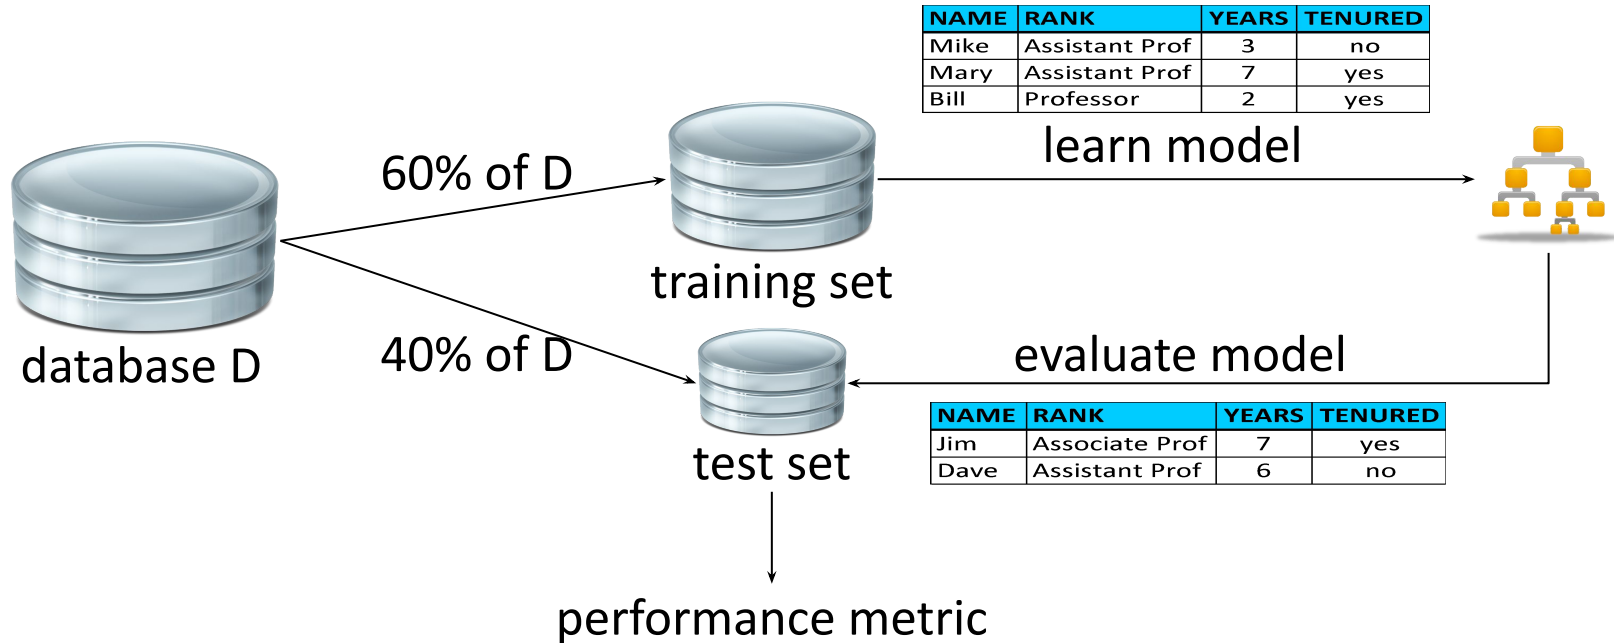 NAME RANK YEARS TENURED
Mike Assistant Prof 3 no
Mary Assistant Prof 7 yes
Bill Professor 2 yes
learn model
60% of D
training set
database D
40% of D
evaluate model
NAME RANK YEARS TENURED
Jim Associate Prof 7 yes
Dave Assistant Prof 6 no
test set
performance metric